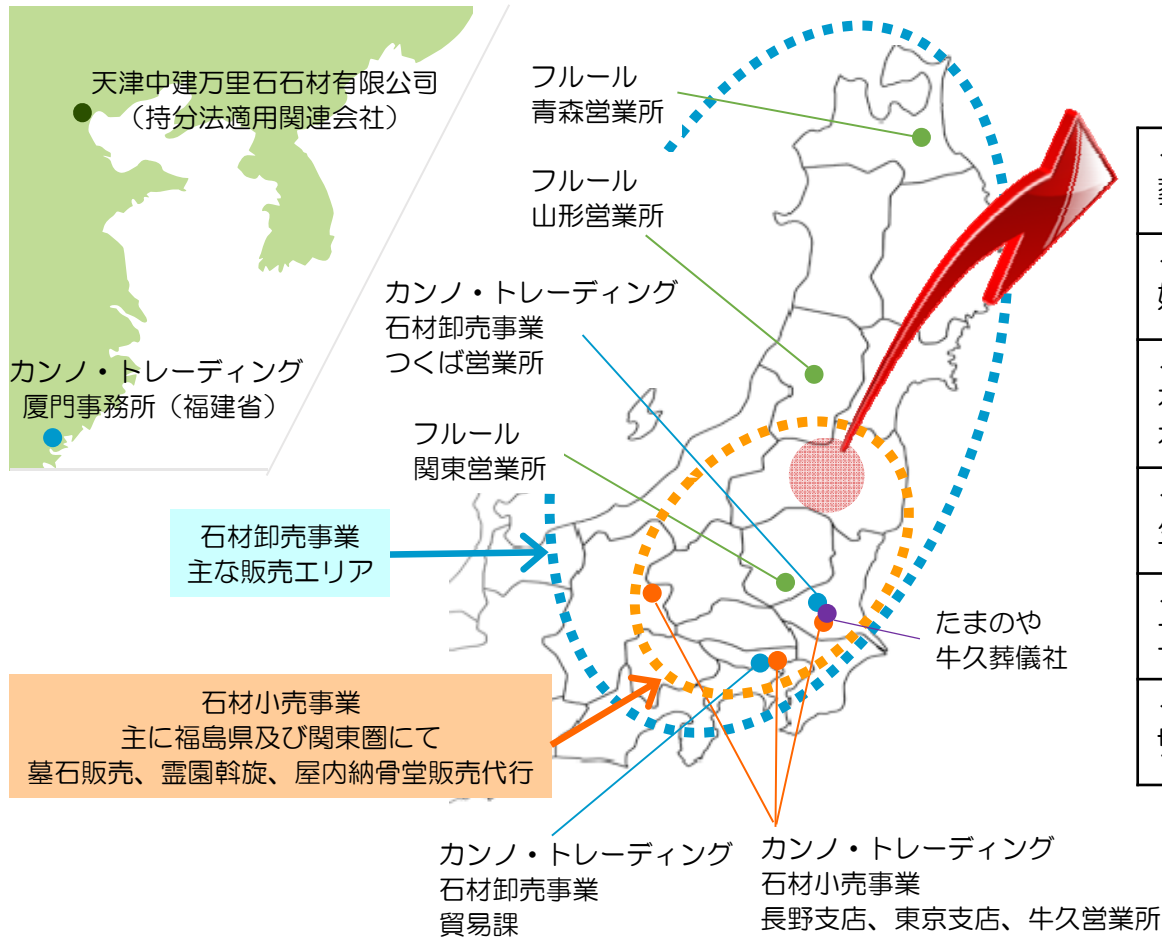 天津中建万里石石材有限公司
（持分法適用関連会社）
カンノ・トレーディング
厦門事務所（福建省）
フルール
青森営業所
フルール
山形営業所
カンノ・トレーディング
石材卸売事業
つくば営業所
フルール
関東営業所
石材卸売事業
主な販売エリア
たまのや
牛久葬儀社
石材小売事業
主に福島県及び関東圏にて
墓石販売、霊園斡旋、屋内納骨堂販売代行
カンノ・トレーディング
石材卸売事業
貿易課
カンノ・トレーディング
石材小売事業
長野支店、東京支店、牛久営業所